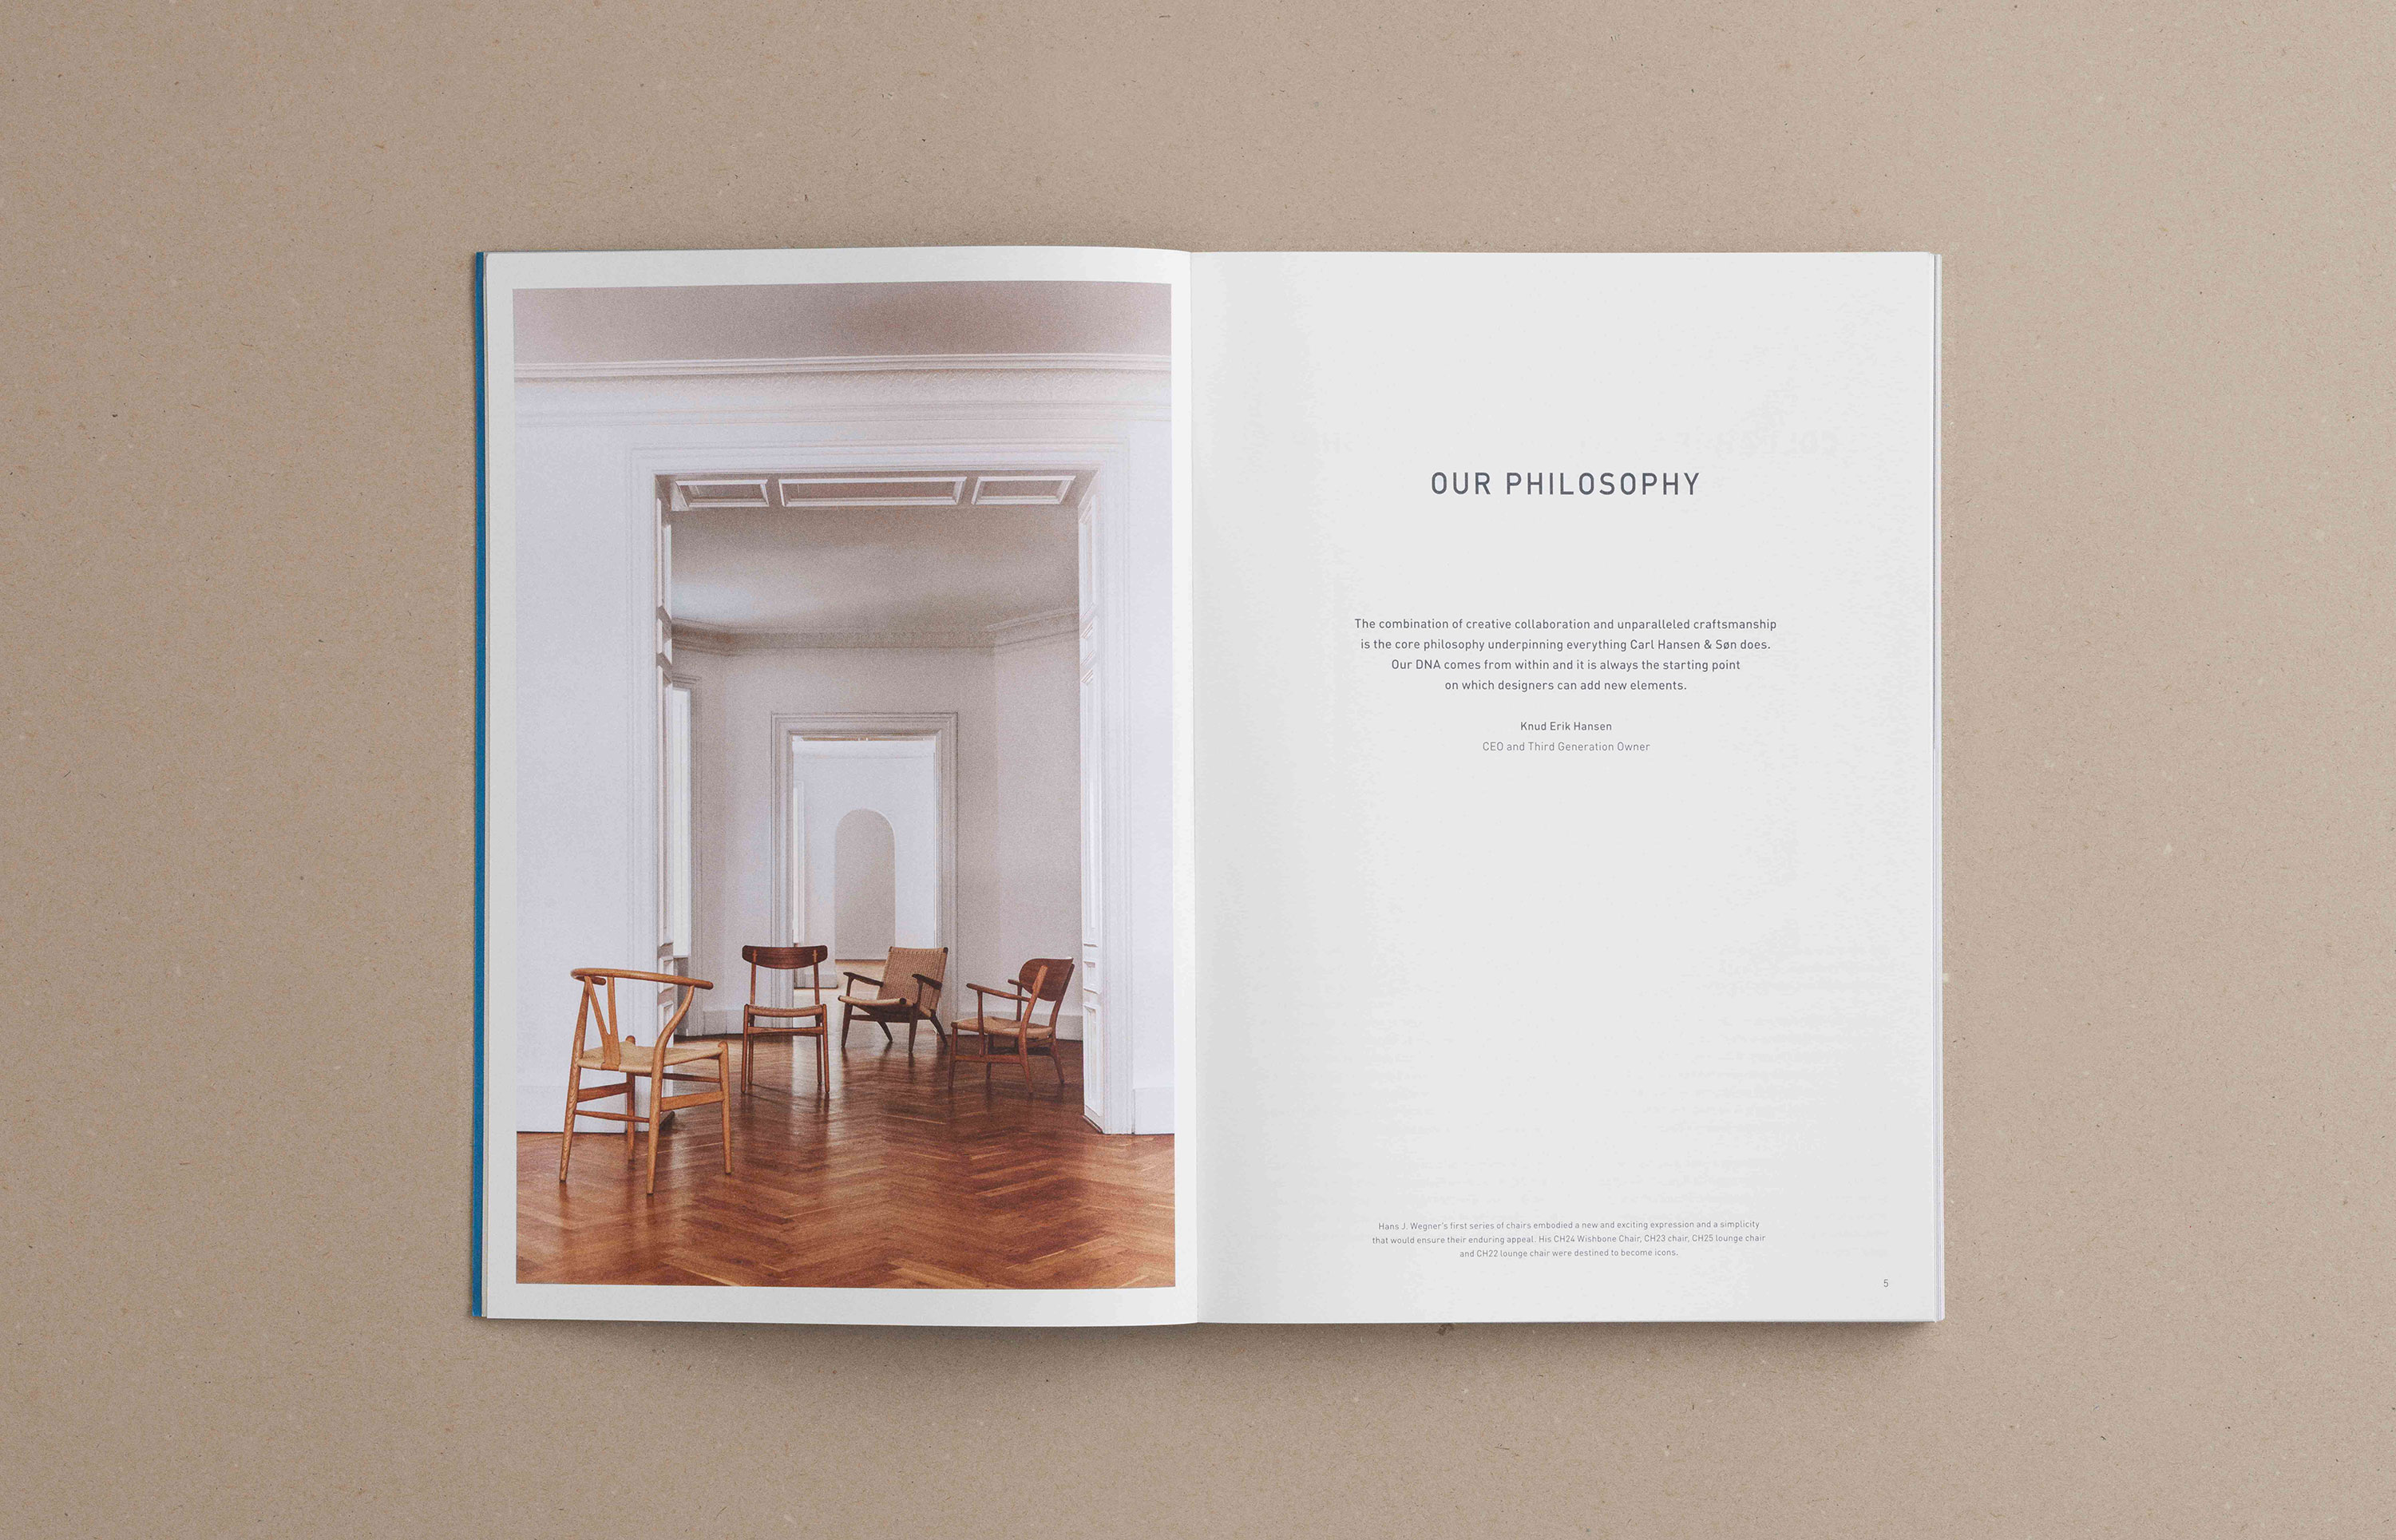 OUR PHILOSOPHY
The combination of creative collaboration and unparalleled craftsmanship
is the core philosophy underpinning everything Carl Hansen & Søn does.
Our DNA comes from within and it is always the starting point
on which designers can add new elements.
Knud Erik Hansen
CEO and Third Generation Owner
Hans J. Wegner's first series of chairs embodied a new and exciting expression and a simplicity
that would ensure their enduring appeal. His CH24 Wishbone Chair, CH23 chair, CH25 lounge chair
and CH22 lounge chair were destined to become icons.
5